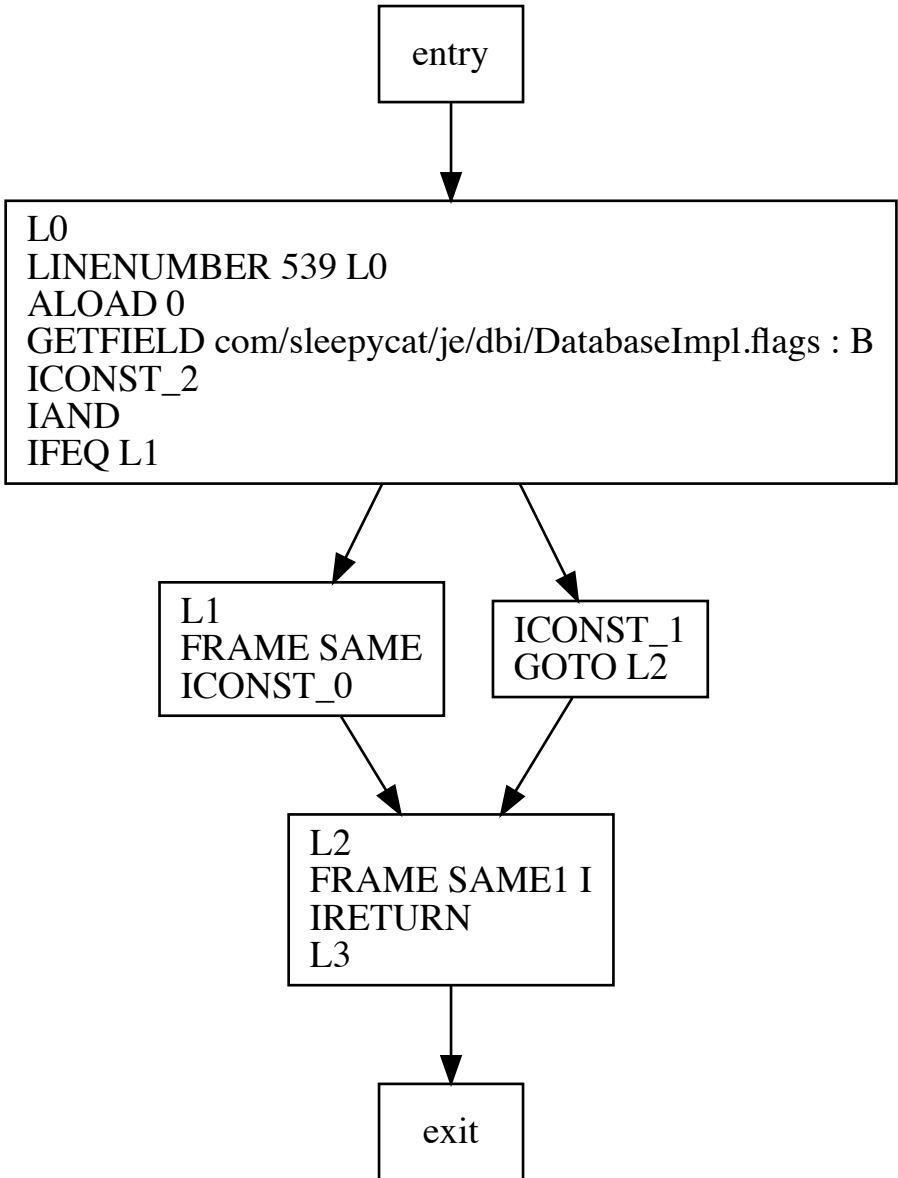 entry
L0
LINENUMBER 539 L0
ALOAD 0
GETFIELD com/sleepycat/je/dbi/DatabaseImpl.flags : B
ICONST_2
IAND
IFEQ L1
L1
FRAME SAME
ICONST_0
ICONST_1
GOTO L2
L2
FRAME SAME1 I
IRETURN
L3
exit